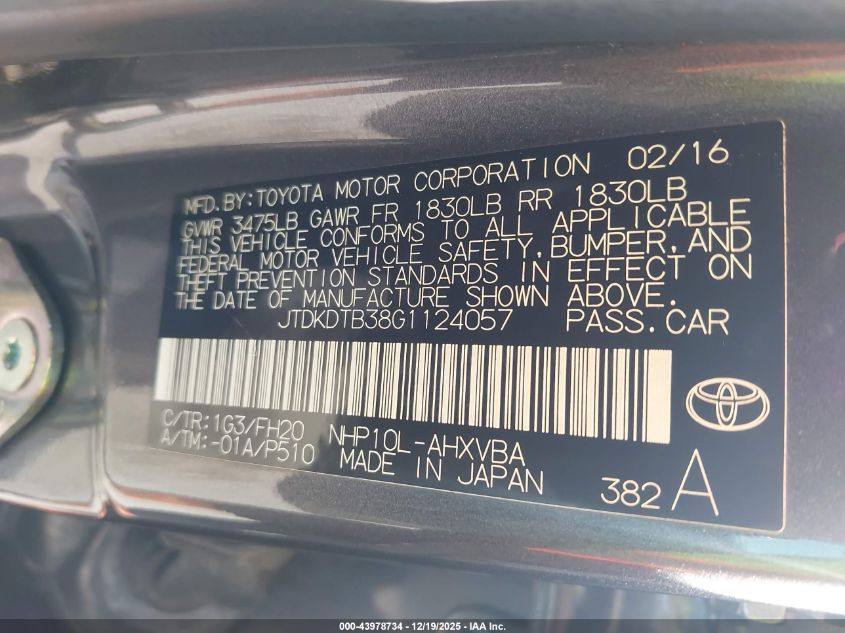 MFD. BY: TOYOTA MOTOR CORPORATION 02/16
GVWR 3475LB GAWR FR 1830LB RR 1830LB
THIS VEHICLE CONFORMS TO ALL APPLICABLE
FEDERAL MOTOR VEHICLE SAFETY, BUMPER, AND
THEFT PREVENTION STANDARDS IN EFFECT ON
THE DATE OF MANUFACTURE SHOWN ABOVE.
JTDKDTB38G1124057 PASS. CAR
C/TR: 1G3/FH20 NHP10L-AHXVBA
A/TM: -01A/P510 MADE IN JAPAN
382 A
000-43978734 - 12/19/2025 - IAA Inc.